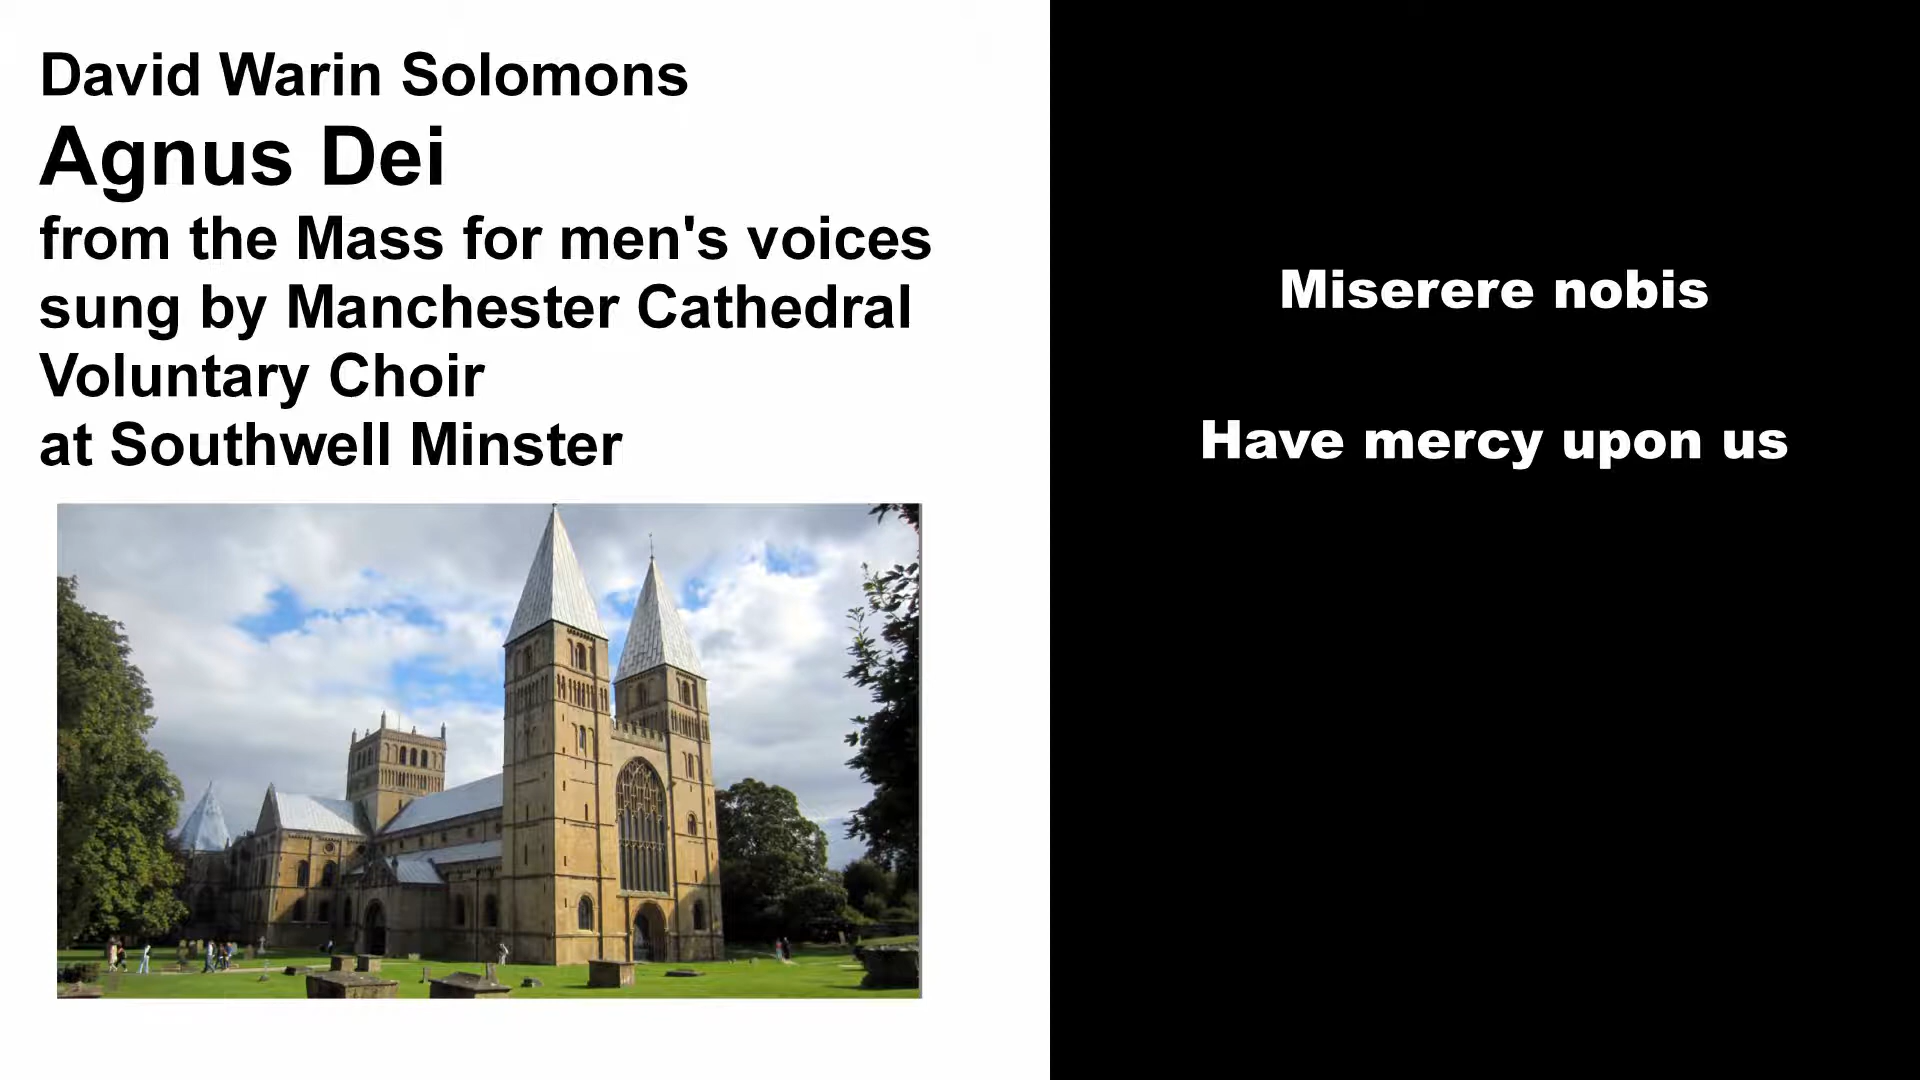 David Warin Solomons
Agnus Dei
from the Mass for men's voices
sung by Manchester Cathedral
Voluntary Choir
at Southwell Minster
Miserere nobis
Have mercy upon us